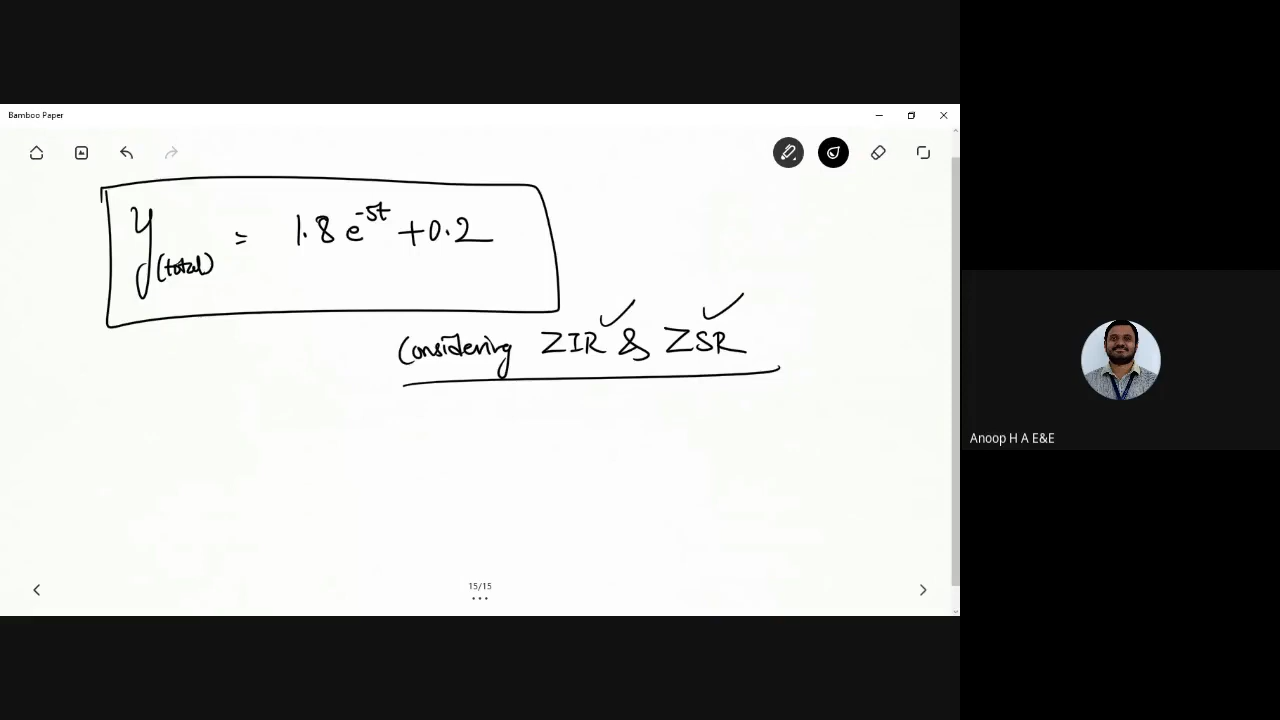 Bamboo Paper
y(total) = 1.8 e^-5t + 0.2
Considering ZIR & ZSR
Anoop H A E&E
15/15